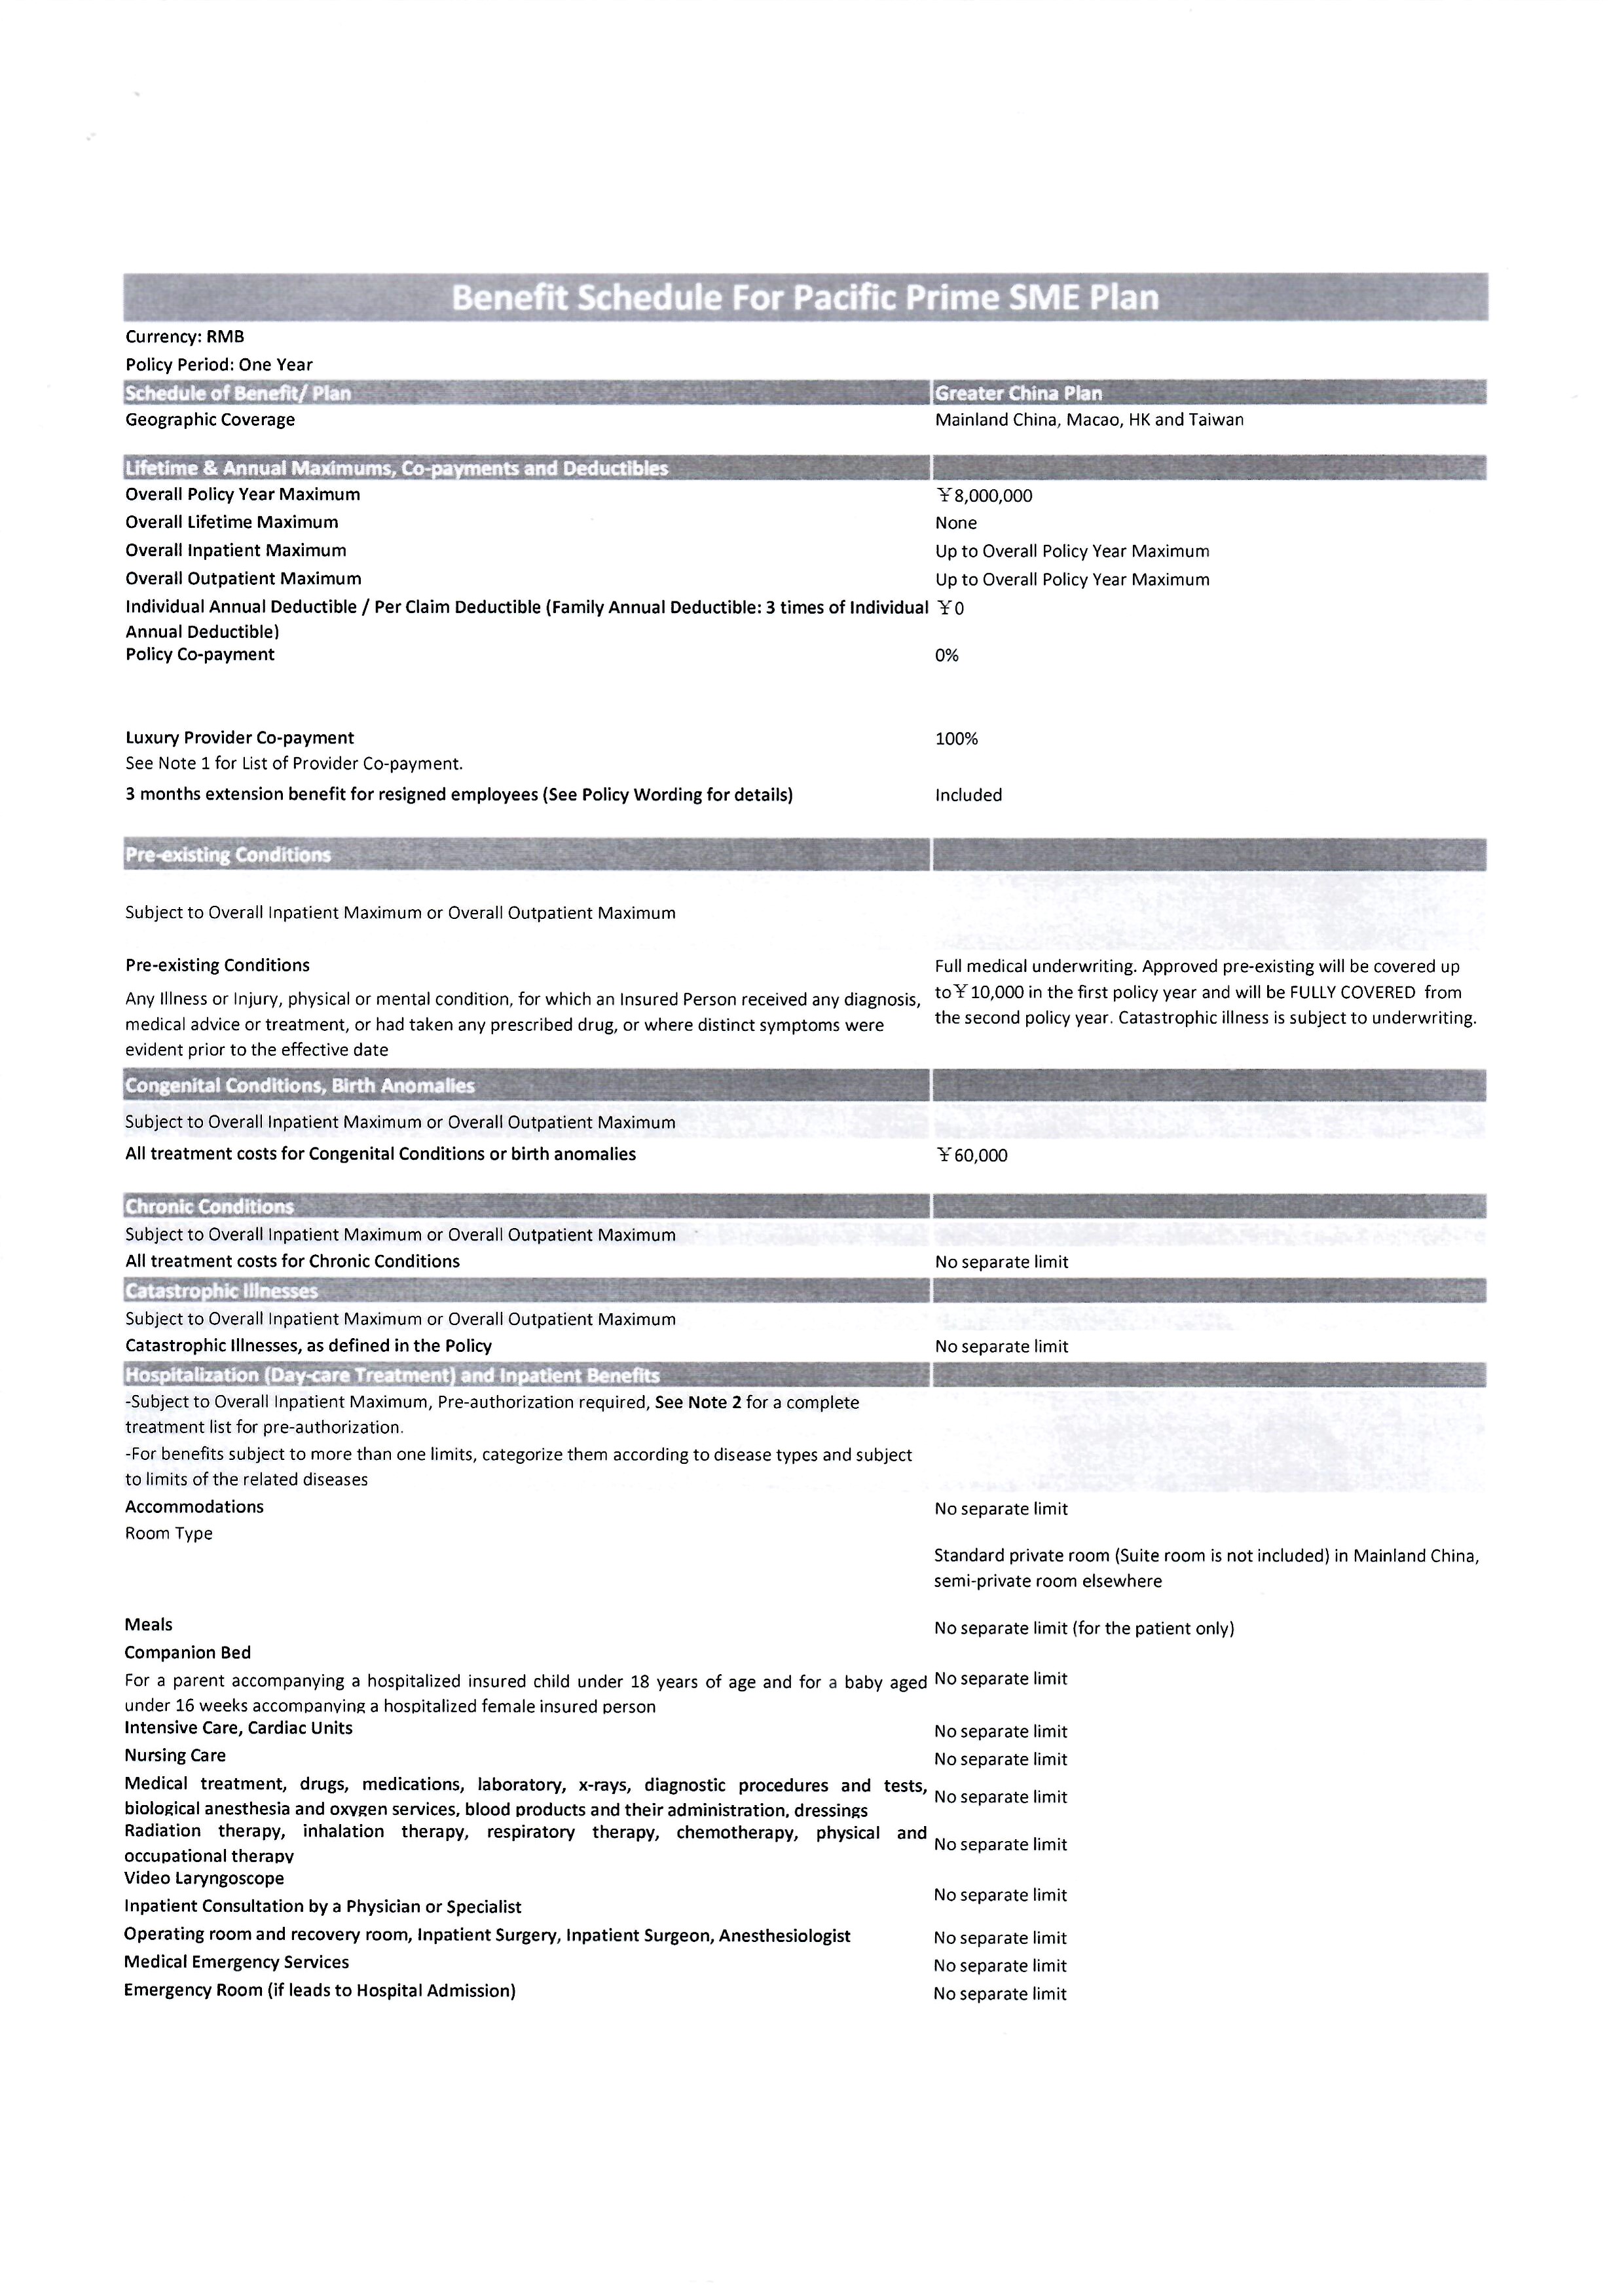 Benefit Schedule For Pacific Prime SME Plan
Currency: RMB
Policy Period: One Year
Schedule of Benefit/ Plan Greater China Plan
Geographic Coverage Mainland China, Macao, HK and Taiwan
Lifetime & Annual Maximums, Co-payments and Deductibles
Overall Policy Year Maximum ¥8,000,000
Overall Lifetime Maximum None
Overall Inpatient Maximum Up to Overall Policy Year Maximum
Overall Outpatient Maximum Up to Overall Policy Year Maximum
Individual Annual Deductible / Per Claim Deductible (Family Annual Deductible: 3 times of Individual ¥0
Annual Deductible)
Policy Co-payment 0%
Luxury Provider Co-payment 100%
See Note 1 for List of Provider Co-payment.
3 months extension benefit for resigned employees (See Policy Wording for details) Included
Pre-existing Conditions
Subject to Overall Inpatient Maximum or Overall Outpatient Maximum
Pre-existing Conditions Full medical underwriting. Approved pre-existing will be covered up
Any Illness or Injury, physical or mental condition, for which an Insured Person received any diagnosis, to ¥10,000 in the first policy year and will be FULLY COVERED from
medical advice or treatment, or had taken any prescribed drug, or where distinct symptoms were the second policy year. Catastrophic illness is subject to underwriting.
evident prior to the effective date
Congenital Conditions, Birth Anomalies
Subject to Overall Inpatient Maximum or Overall Outpatient Maximum
All treatment costs for Congenital Conditions or birth anomalies ¥60,000
Chronic Conditions
Subject to Overall Inpatient Maximum or Overall Outpatient Maximum
All treatment costs for Chronic Conditions No separate limit
Catastrophic Illnesses
Subject to Overall Inpatient Maximum or Overall Outpatient Maximum
Catastrophic Illnesses, as defined in the Policy No separate limit
Hospitalization (Day-care Treatment) and Inpatient Benefits
-Subject to Overall Inpatient Maximum, Pre-authorization required, See Note 2 for a complete
treatment list for pre-authorization.
-For benefits subject to more than one limits, categorize them according to disease types and subject
to limits of the related diseases
Accommodations No separate limit
Room Type
Standard private room (Suite room is not included) in Mainland China,
semi-private room elsewhere
Meals No separate limit (for the patient only)
Companion Bed
For a parent accompanying a hospitalized insured child under 18 years of age and for a baby aged No separate limit
under 16 weeks accompanying a hospitalized female insured person
Intensive Care, Cardiac Units No separate limit
Nursing Care No separate limit
Medical treatment, drugs, medications, laboratory, x-rays, diagnostic procedures and tests, No separate limit
biological anesthesia and oxygen services, blood products and their administration, dressings
Radiation therapy, inhalation therapy, respiratory therapy, chemotherapy, physical and No separate limit
occupational therapy
Video Laryngoscope
No separate limit
Inpatient Consultation by a Physician or Specialist
Operating room and recovery room, Inpatient Surgery, Inpatient Surgeon, Anesthesiologist No separate limit
Medical Emergency Services No separate limit
Emergency Room (if leads to Hospital Admission) No separate limit